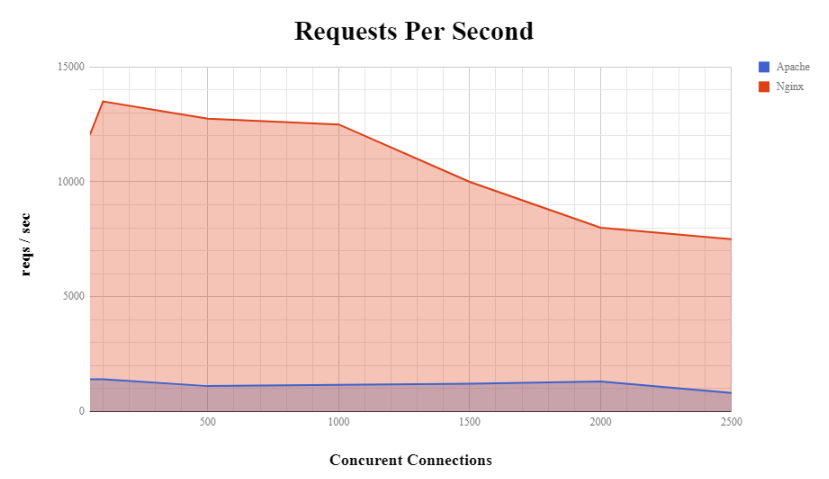 Requests Per Second
Apache
Nginx
15000
10000
5000
0
reqs / sec
500 1000 1500 2000 2500
Concurent Connections